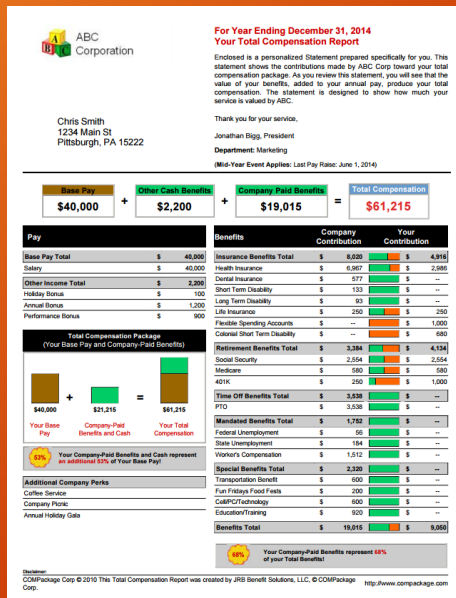 ABC
Corporation
For Year Ending December 31, 2014
Your Total Compensation Report
Enclosed is a personalized Statement prepared specifically for you. This
statement shows the contributions made by ABC Corp toward your total
compensation package. As you review this statement, you will see that the
value of your benefits, added to your annual pay, produce your total
compensation. The statement is designed to show how much your
service is valued by ABC.
Thank you for your service,
Jonathan Bigg, President
Department: Marketing
(Mid-Year Event Applies: Last Pay Raise: June 1, 2014)
Chris Smith
1234 Main St
Pittsburgh, PA 15222
Base Pay + Other Cash Benefits + Company Paid Benefits = Total Compensation
$40,000 $2,200 $19,015 $61,215
Pay
Base Pay Total $ 40,000
Salary $ 40,000
Other Income Total $ 2,200
Holiday Bonus $ 100
Annual Bonus $ 1,200
Performance Bonus $ 900
Total Compensation Package
(Your Base Pay and Company-Paid Benefits)
+ =
$40,000 $21,215 $61,215
Your Base Pay
Company-Paid Benefits and Cash
Your Total Compensation
53% Your Company-Paid Benefits and Cash represent
an additional 53% of Your Base Pay!
Additional Company Perks
Coffee Service
Company Picnic
Annual Holiday Gala
Benefits Company Contribution Your Contribution
Insurance Benefits Total $ 8,020 $ 4,916
Health Insurance $ 6,967 $ 2,986
Dental Insurance $ 577 $ --
Short Term Disability $ 133 $ --
Long Term Disability $ 93 $ --
Life Insurance $ 250 $ 250
Flexible Spending Accounts $ -- $ 1,000
Colonial Short Term Disability $ -- $ 680
Retirement Benefits Total $ 3,384 $ 4,134
Social Security $ 2,554 $ 2,554
Medicare $ 580 $ 580
401K $ 250 $ 1,000
Time Off Benefits Total $ 3,538 $ --
PTO $ 3,538 $ --
Mandated Benefits Total $ 1,752 $ --
Federal Unemployment $ 56 $ --
State Unemployment $ 184 $ --
Worker's Compensation $ 1,512 $ --
Special Benefits Total $ 2,320 $ --
Transportation Benefit $ 600 $ --
Fun Fridays Food Fests $ 200 $ --
Cell/PC/Technology $ 600 $ --
Education/Training $ 920 $ --
Benefits Total $ 19,015 $ 9,050
68% Your Company-Paid Benefits represent 68%
of your Total Benefits!
Disclaimer:
COMPackage Corp © 2010 This Total Compensation Report was created by JRB Benefit Solutions, LLC, © COMPackage
Corp.
http://www.compackage.com